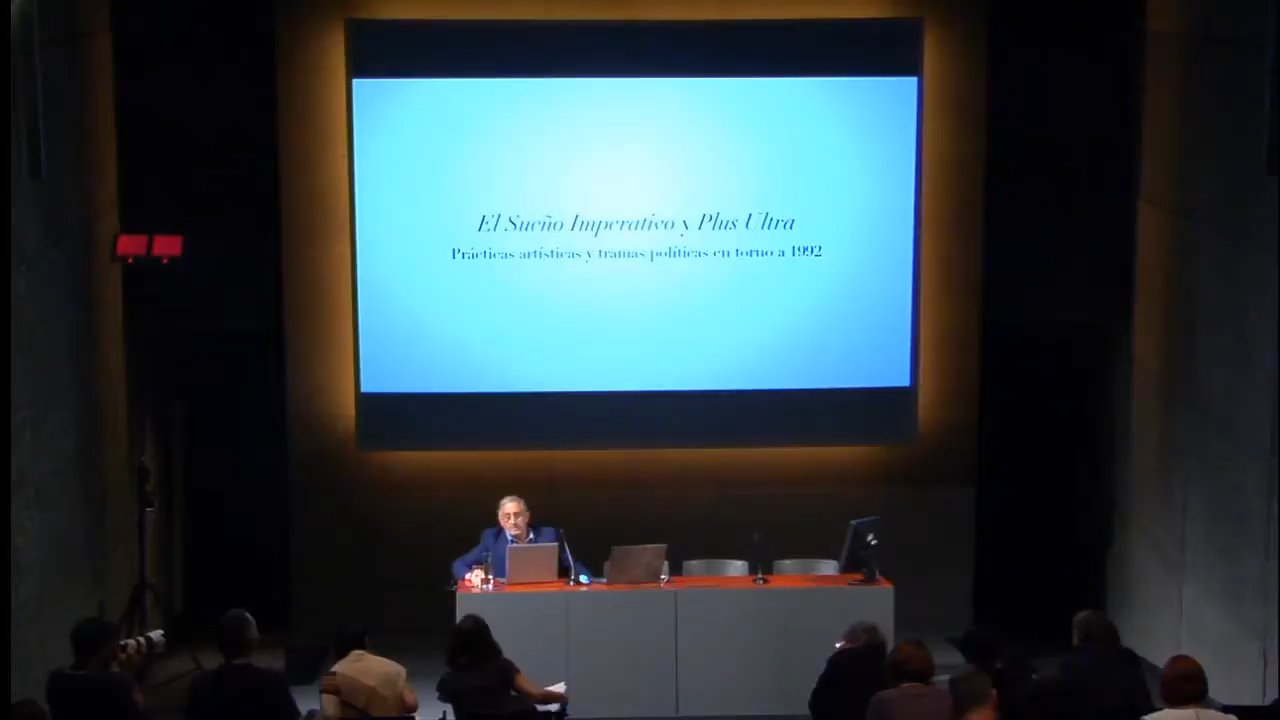 El Sueño Imperativo y Plus Ultra
Prácticas artísticas y tramas políticas en torno a 1992